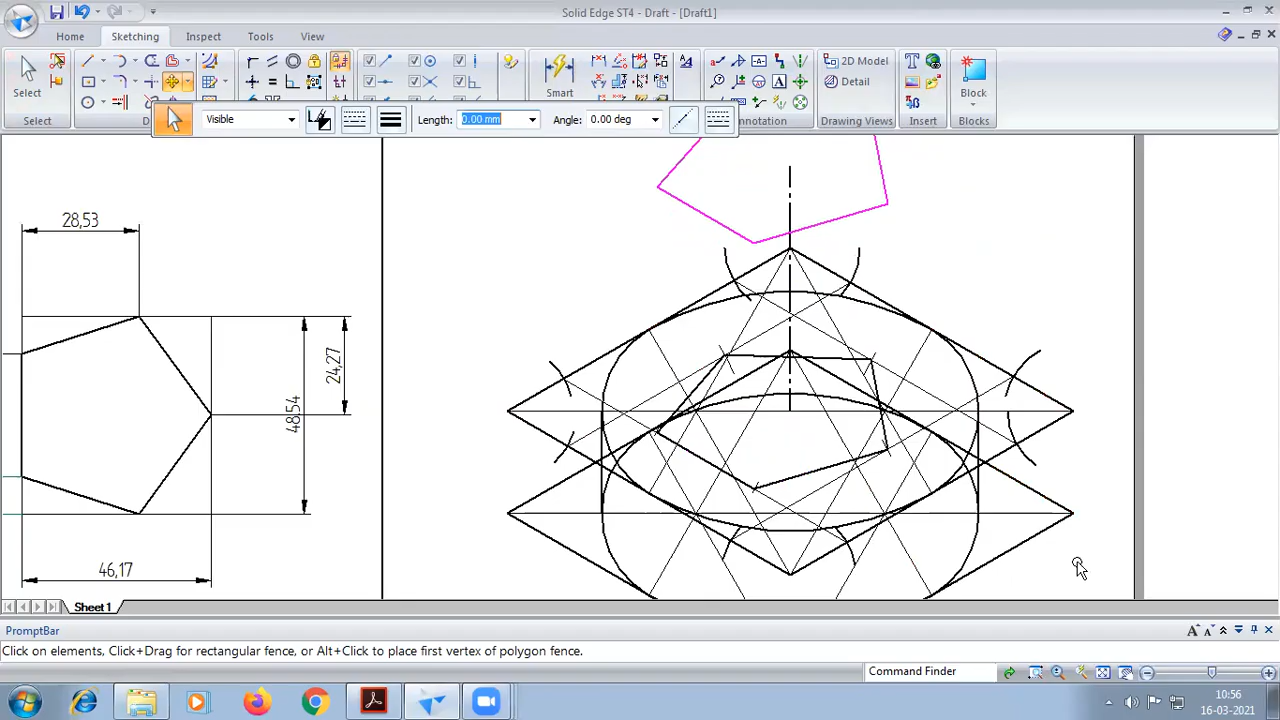 Solid Edge ST4 - Draft - [Draft1]
Home Sketching Inspect Tools View
Select
Smart
A
T
2D Model
Detail
Block
Select
D
nnotation
Drawing Views
Insert
Blocks
Visible
Length: 0.00 mm
Angle: 0.00 deg
28,53
24,27
48,54
46,17
Sheet 1
PromptBar
Click on elements, Click+Drag for rectangular fence, or Alt+Click to place first vertex of polygon fence.
Command Finder
10:56
16-03-2021